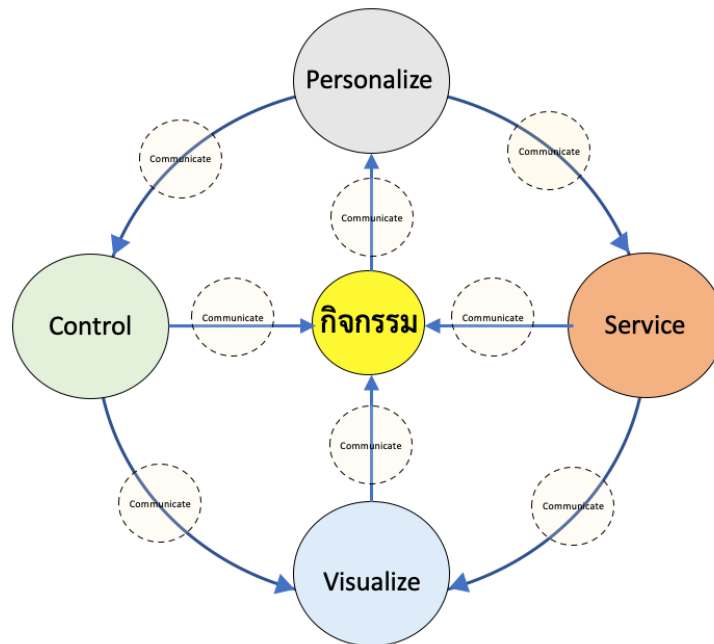 Personalize
Communicate
Communicate
Communicate
Control
Communicate
กิจกรรม
Communicate
Service
Communicate
Communicate
Communicate
Visualize